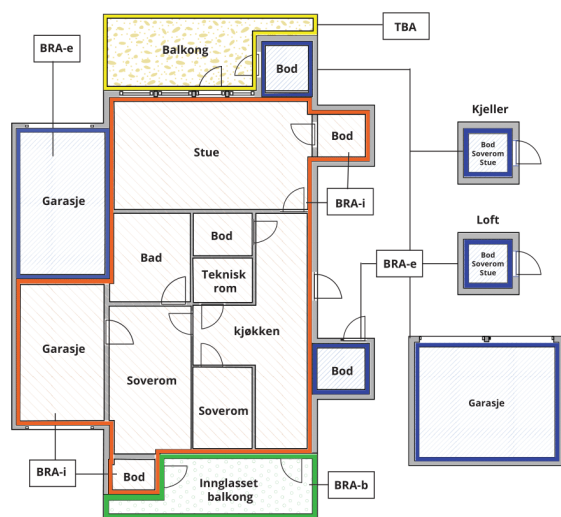 TBA
Balkong
BRA-e
Bod
Kjeller
Bod
Soverom
Stue
Stue
Bod
BRA-i
Garasje
Loft
Bod
Soverom
Stue
Bod
Bad
Teknisk
rom
BRA-e
kjøkken
Garasje
Bod
Soverom
Soverom
Garasje
BRA-i
Bod
Innglasset
balkong
BRA-b